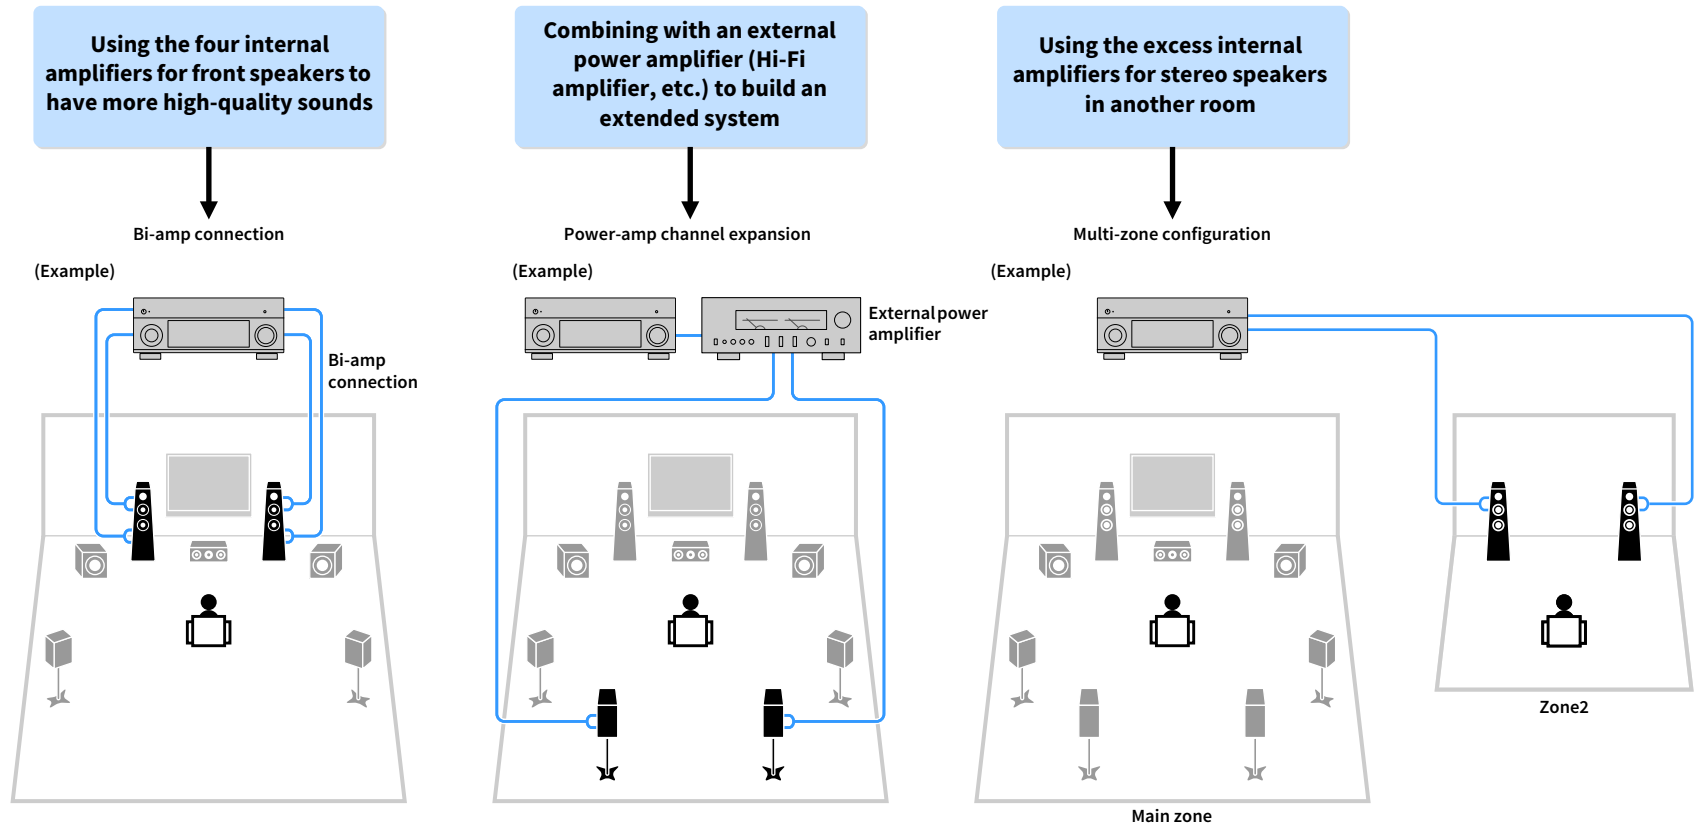 Using the four internal
amplifiers for front speakers to
have more high-quality sounds
Bi-amp connection
(Example)
Bi-amp
connection
Combining with an external
power amplifier (Hi-Fi
amplifier, etc.) to build an
extended system
Power-amp channel expansion
(Example)
External power
amplifier
Using the excess internal
amplifiers for stereo speakers
in another room
Multi-zone configuration
(Example)
Zone2
Main zone